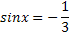 sinx = −1/3